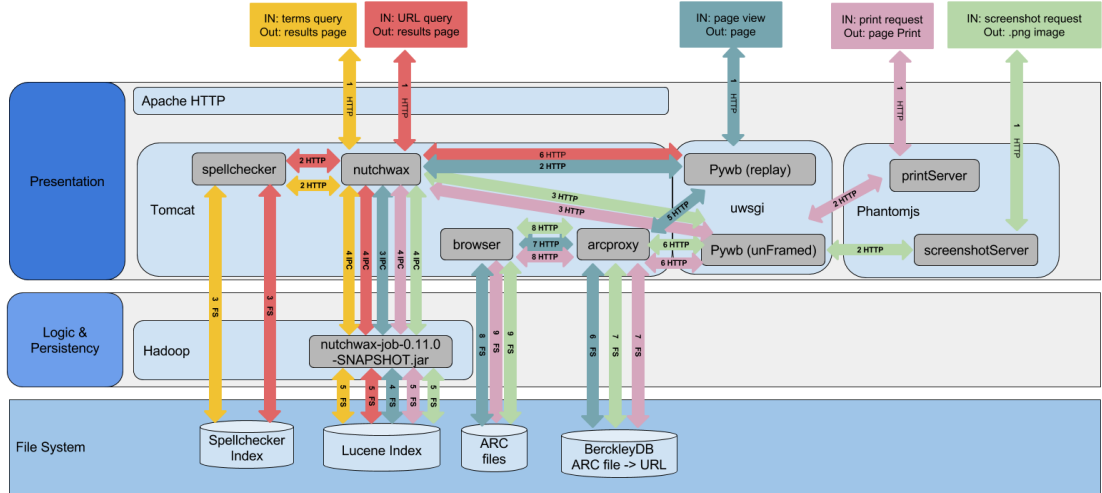 IN: terms query
Out: results page
IN: URL query
Out: results page
IN: page view
Out: page
IN: print request
Out: page Print
IN: screenshot request
Out: .png image
1 HTTP
1 HTTP
1 HTTP
1 HTTP
1 HTTP
Presentation
Apache HTTP
Tomcat
spellchecker
2 HTTP
2 HTTP
nutchwax
6 HTTP
2 HTTP
3 HTTP
3 HTTP
Pywb (replay)
uwsgi
5 HTTP
Pywb (unFramed)
2 HTTP
printServer
Phantomjs
2 HTTP
screenshotServer
browser
8 HTTP
7 HTTP
8 HTTP
arcproxy
6 HTTP
6 HTTP
4 IPC
4 IPC
3 IPC
4 IPC
4 IPC
3 FS
3 FS
Logic &
Persistency
Hadoop
nutchwax-job-0.11.0
-SNAPSHOT.jar
8 FS
9 FS
9 FS
6 FS
7 FS
7 FS
5 FS
5 FS
4 FS
5 FS
5 FS
File System
Spellchecker
Index
Lucene Index
ARC
files
BerckleyDB
ARC file -> URL